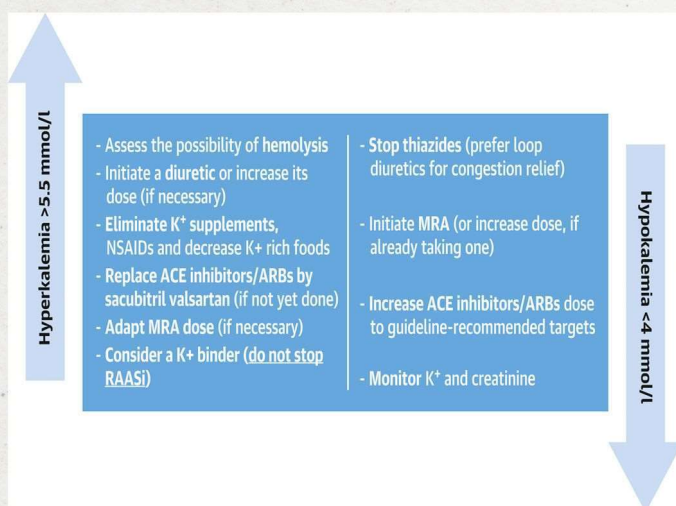 Hyperkalemia >5.5 mmol/l
- Assess the possibility of hemolysis
- Initiate a diuretic or increase its
dose (if necessary)
- Eliminate K⁺ supplements,
NSAIDs and decrease K+ rich foods
- Replace ACE inhibitors/ARBs by
sacubitril valsartan (if not yet done)
- Adapt MRA dose (if necessary)
- Consider a K+ binder (do not stop
RAASi)
- Stop thiazides (prefer loop
diuretics for congestion relief)
- Initiate MRA (or increase dose, if
already taking one)
- Increase ACE inhibitors/ARBs dose
to guideline-recommended targets
- Monitor K⁺ and creatinine
Hypokalemia <4 mmol/l